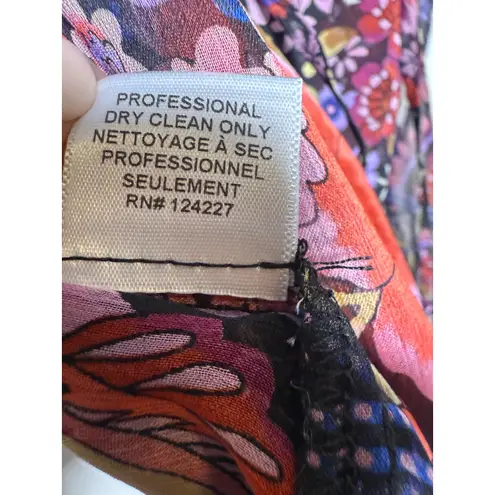 PROFESSIONAL
DRY CLEAN ONLY
NETTOYAGE À SEC
PROFESSIONNEL
SEULEMENT
RN# 124227